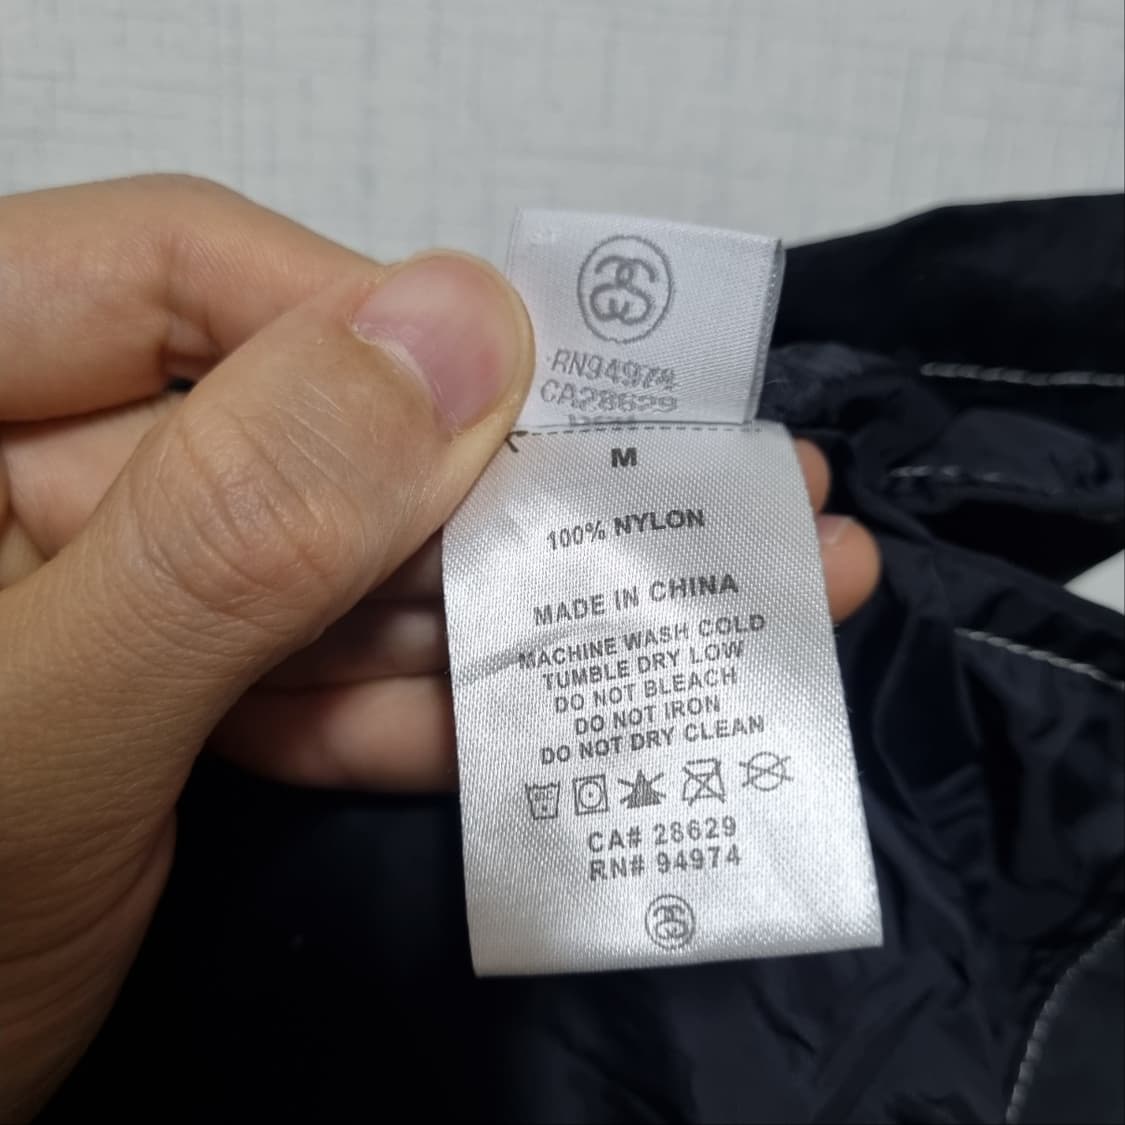 RN94974
CA28629
M
100% NYLON
MADE IN CHINA
MACHINE WASH COLD
TUMBLE DRY LOW
DO NOT BLEACH
DO NOT IRON
DO NOT DRY CLEAN
CA# 28629
RN# 94974